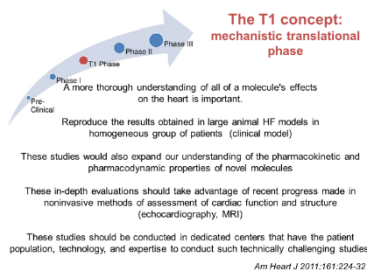 The T1 concept:
mechanistic translational
phase
Phase III
Phase II
T1 Phase
Phase I
Pre-
Clinical
A more thorough understanding of all of a molecule's effects
on the heart is important.
Reproduce the results obtained in large animal HF models in
homogeneous group of patients (clinical model)
These studies would also expand our understanding of the pharmacokinetic and
pharmacodynamic properties of novel molecules
These in-depth evaluations should take advantage of recent progress made in
noninvasive methods of assessment of cardiac function and structure
(echocardiography, MRI)
These studies should be conducted in dedicated centers that have the patient
population, technology, and expertise to conduct such technically challenging studies
Am Heart J 2011;161:224-32